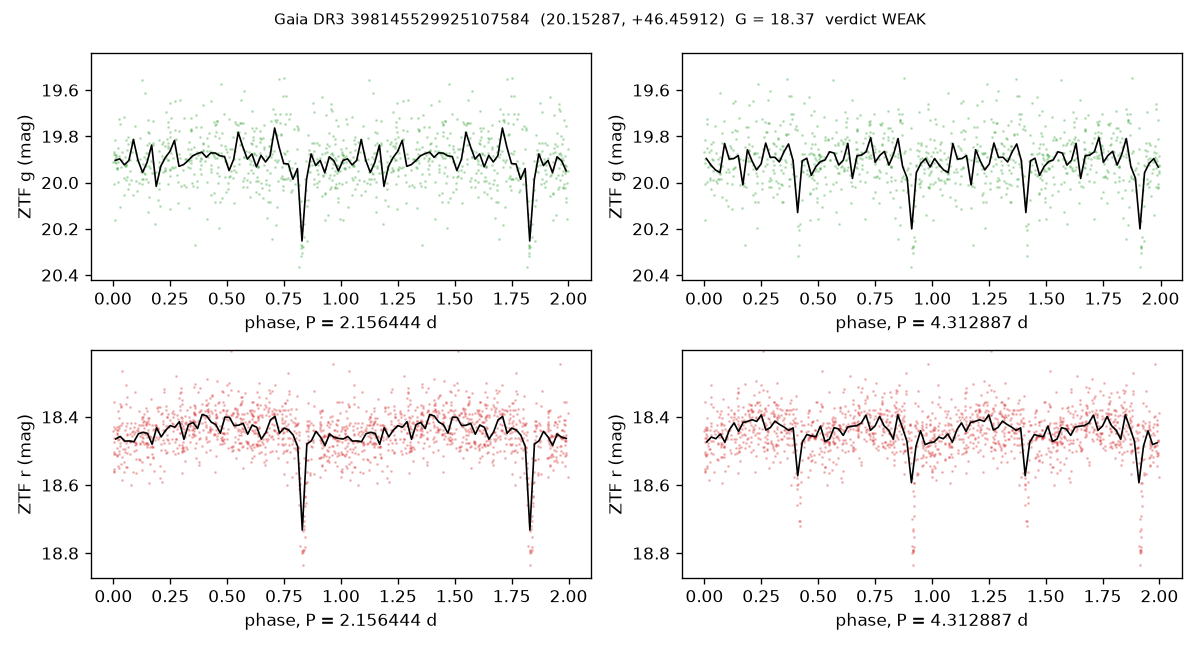 Gaia DR3 398145529925107584 (20.15287, +46.45912) G = 18.37 verdict WEAK
ZTF g (mag)
19.6
19.8
20.0
20.2
20.4
0.00 0.25 0.50 0.75 1.00 1.25 1.50 1.75 2.00
phase, P = 2.156444 d
ZTF g (mag)
19.6
19.8
20.0
20.2
20.4
0.00 0.25 0.50 0.75 1.00 1.25 1.50 1.75 2.00
phase, P = 4.312887 d
ZTF r (mag)
18.4
18.6
18.8
0.00 0.25 0.50 0.75 1.00 1.25 1.50 1.75 2.00
phase, P = 2.156444 d
ZTF r (mag)
18.4
18.6
18.8
0.00 0.25 0.50 0.75 1.00 1.25 1.50 1.75 2.00
phase, P = 4.312887 d